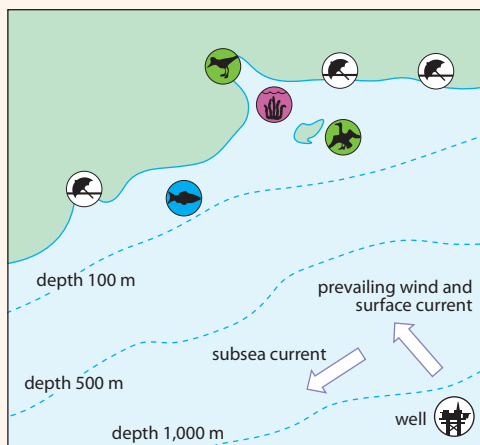 depth 100 m
prevailing wind and
surface current
subsea current
depth 500 m
well
depth 1,000 m